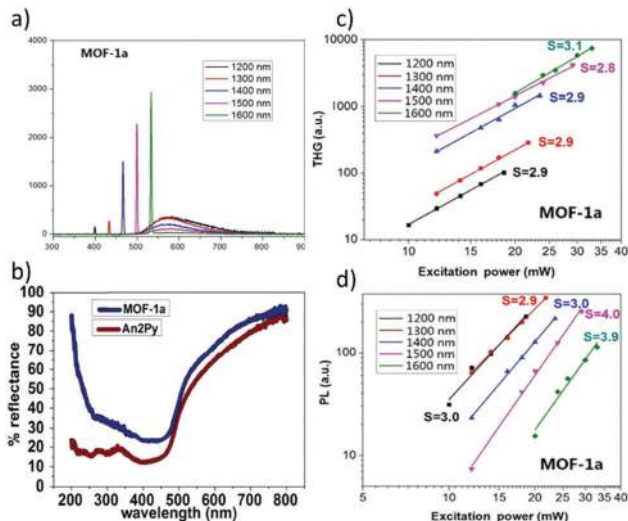 a)
MOF-1a
1200 nm
1300 nm
1400 nm
1500 nm
1600 nm
4000
3000
2000
1000
0
300 400 500 600 700 800 90
b)
MOF-1a
An2Py
% reflectance
100
90
80
70
60
50
40
30
20
10
0
200 300 400 500 600 700 800
wavelength (nm)
c)
1200 nm
1300 nm
1400 nm
1500 nm
1600 nm
S=3.1
S=2.8
S=2.9
S=2.9
S=2.9
MOF-1a
THG (a.u.)
10000
1000
100
10
10 15 20 25 30 35 40
Excitation power (mW)
d)
1200 nm
1300 nm
1400 nm
1500 nm
1600 nm
S=2.9
S=3.0
S=4.0
S=3.9
S=3.0
MOF-1a
PL (a.u.)
100
10
5 10 15 20 25 30 35 40
Excitation power (mW)